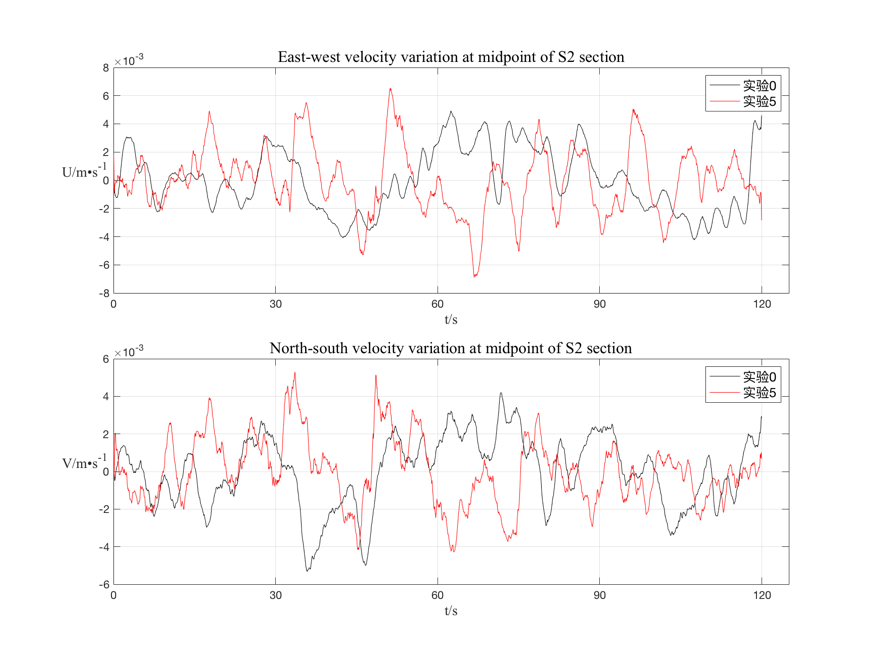 East-west velocity variation at midpoint of S2 section
×10-3
8
6
4
2
0
-2
-4
-6
-8
U/m•s-1
实验0
实验5
0 30 60 90 120
t/s
North-south velocity variation at midpoint of S2 section
×10-3
6
4
2
0
-2
-4
-6
V/m•s-1
实验0
实验5
0 30 60 90 120
t/s